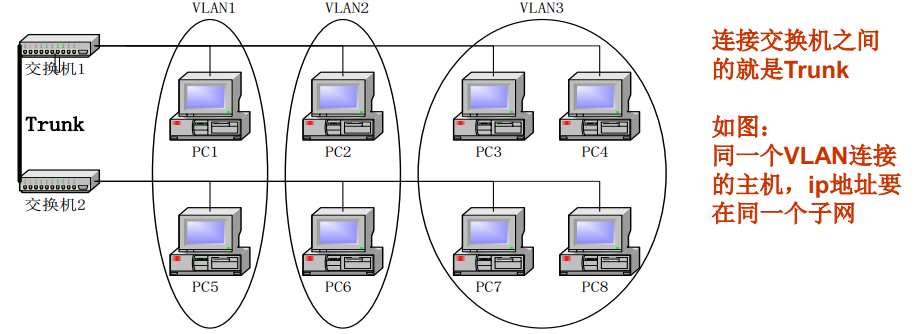 VLAN1 VLAN2 VLAN3
交换机1
Trunk
PC1 PC2 PC3 PC4
交换机2
PC5 PC6 PC7 PC8
连接交换机之间
的就是Trunk
如图：
同一个VLAN连接
的主机，ip地址要
在同一个子网